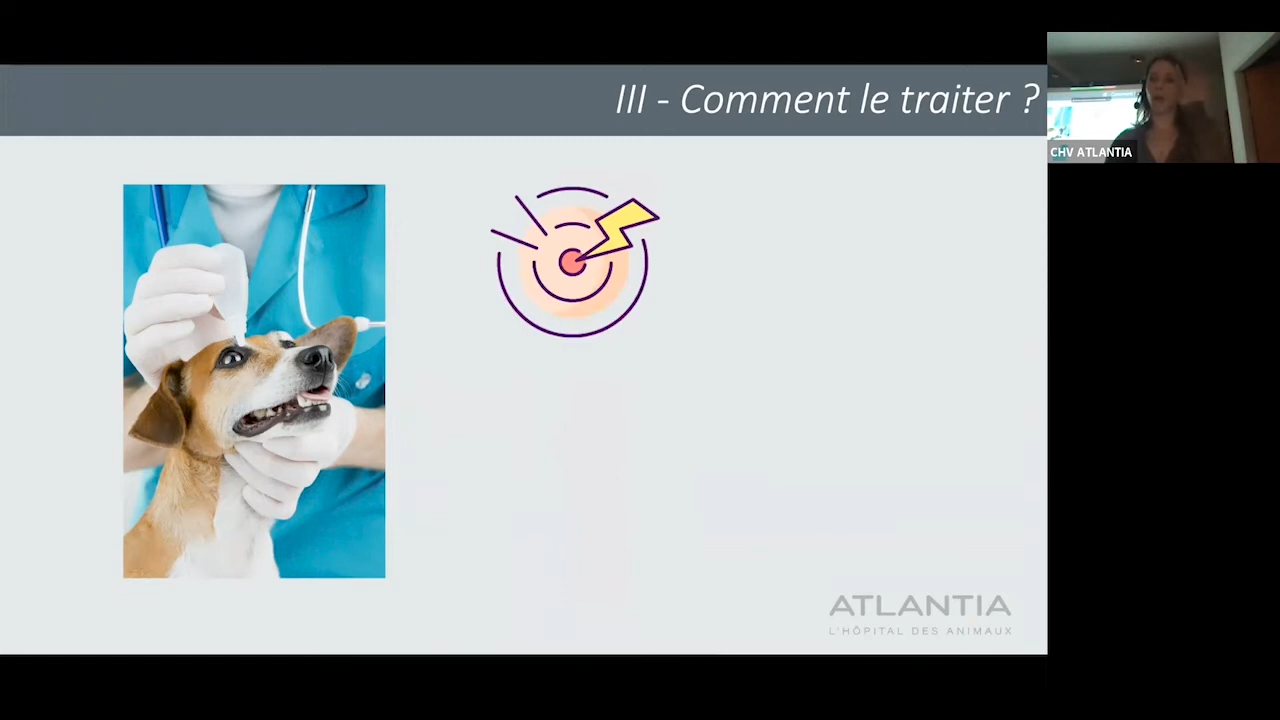 III - Comment le traiter ?
CHV ATLANTIA
ATLANTIA
L'HÔPITAL DES ANIMAUX